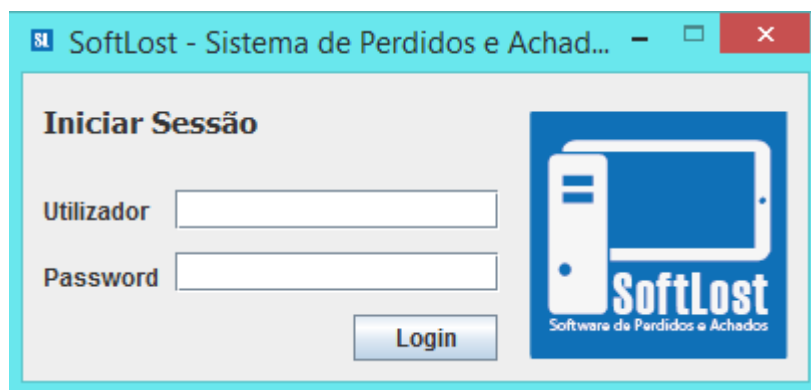 SL SoftLost - Sistema de Perdidos e Achad...
Iniciar Sessão
Utilizador
Password
Login
SoftLost
Software de Perdidos e Achados